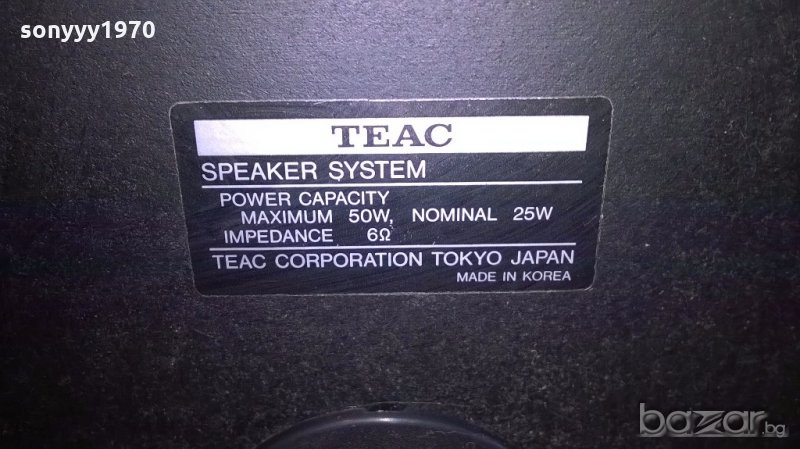 sonyyy1970
TEAC
SPEAKER SYSTEM
POWER CAPACITY
MAXIMUM 50W, NOMINAL 25W
IMPEDANCE 6Ω
TEAC CORPORATION TOKYO JAPAN
MADE IN KOREA
bazar.bg